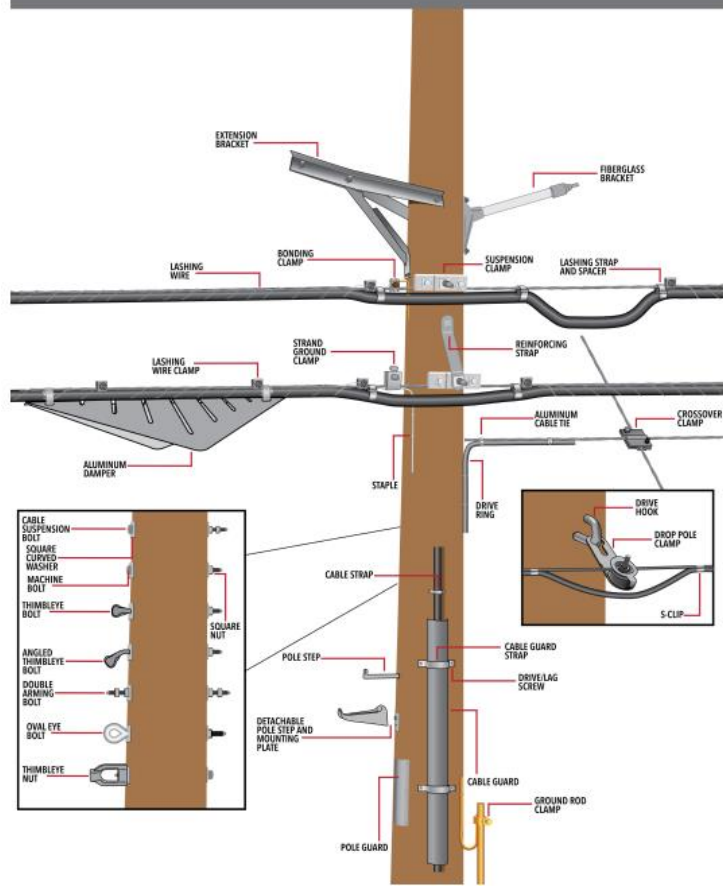 EXTENSION
BRACKET
FIBERGLASS
BRACKET
BONDING
CLAMP
SUSPENSION
CLAMP
LASHING
WIRE
LASHING STRAP
AND SPACER
STRAND
GROUND
CLAMP
REINFORCING
STRAP
LASHING
WIRE CLAMP
ALUMINUM
CABLE TIE
CROSSOVER
CLAMP
ALUMINUM
DAMPER
STAPLE
DRIVE
RING
CABLE
SUSPENSION
BOLT
SQUARE
CURVED
WASHER
MACHINE
BOLT
THIMBLEYE
BOLT
SQUARE
NUT
ANGLED
THIMBLEYE
BOLT
DOUBLE
ARMING
BOLT
OVAL EYE
BOLT
THIMBLEYE
NUT
DRIVE
HOOK
DROP POLE
CLAMP
S-CLIP
CABLE STRAP
CABLE GUARD
STRAP
POLE STEP
DRIVE/LAG
SCREW
DETACHABLE
POLE STEP AND
MOUNTING
PLATE
CABLE GUARD
GROUND ROD
CLAMP
POLE GUARD